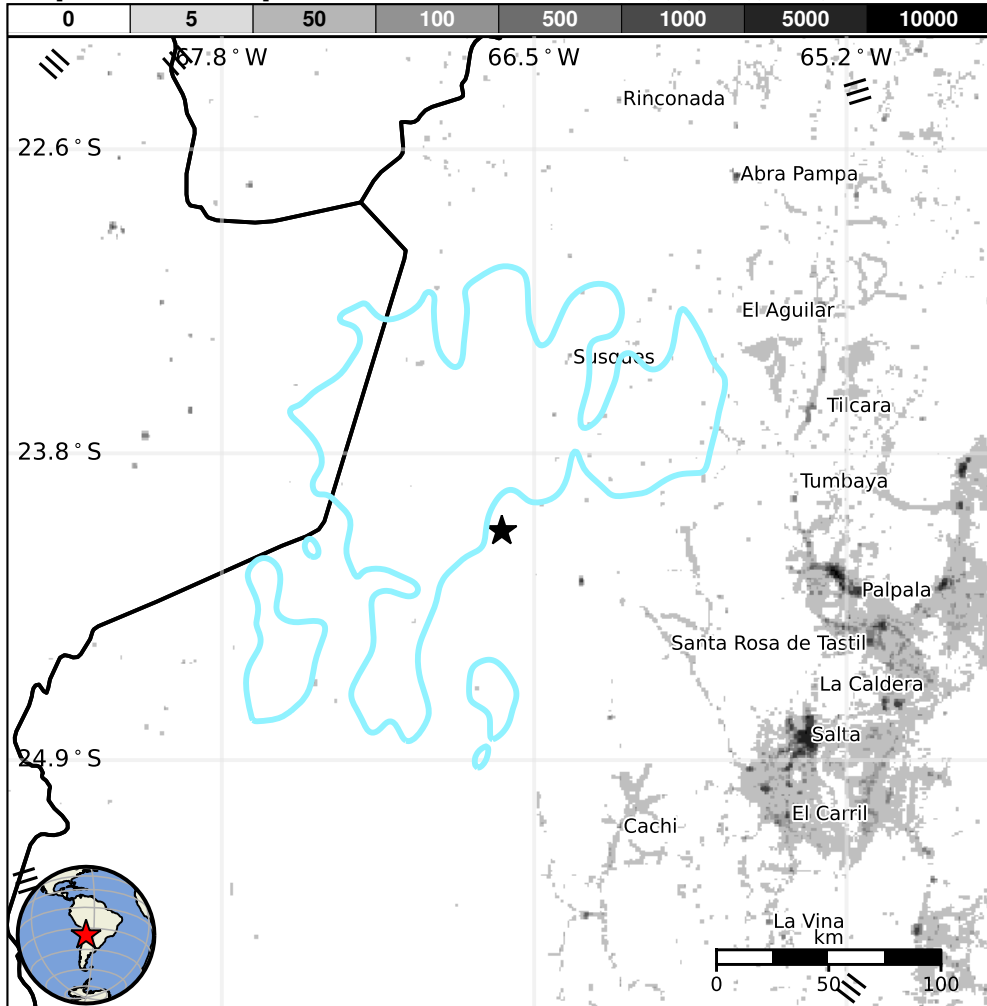 0 5 50 100 500 1000 5000 10000
67.8°W 66.5°W 65.2°W
Rinconada
22.6°S
Abra Pampa
El Aguilar
Susques
Tilcara
23.8°S
Tumbaya
Palpala
Santa Rosa de Tastil
La Caldera
Salta
24.9°S
El Carril
Cachi
La Vina
km
0 50 100